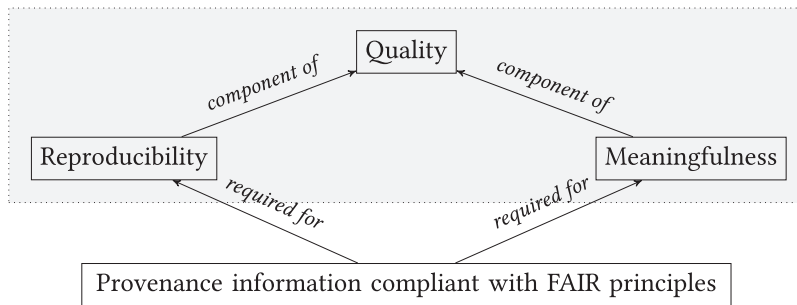 Quality
component of
component of
Reproducibility
Meaningfulness
required for
required for
Provenance information compliant with FAIR principles